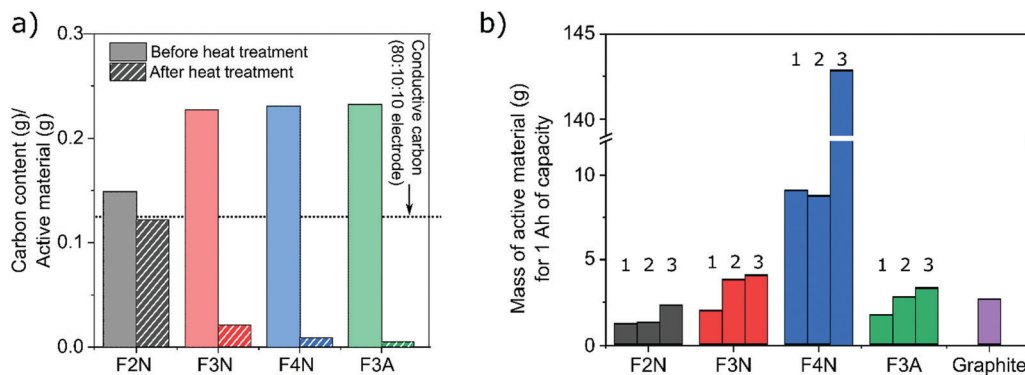 a)
0.3
0.2
0.1
0.0
Carbon content (g)/
Active material (g)
Before heat treatment
After heat treatment
Conductive carbon
(80:10:10 electrode)
F2N
F3N
F4N
F3A
b)
145
140
10
5
0
Mass of active material (g)
for 1 Ah of capacity
1 2 3
1 2 3
1 2 3
1 2 3
F2N
F3N
F4N
F3A
Graphite